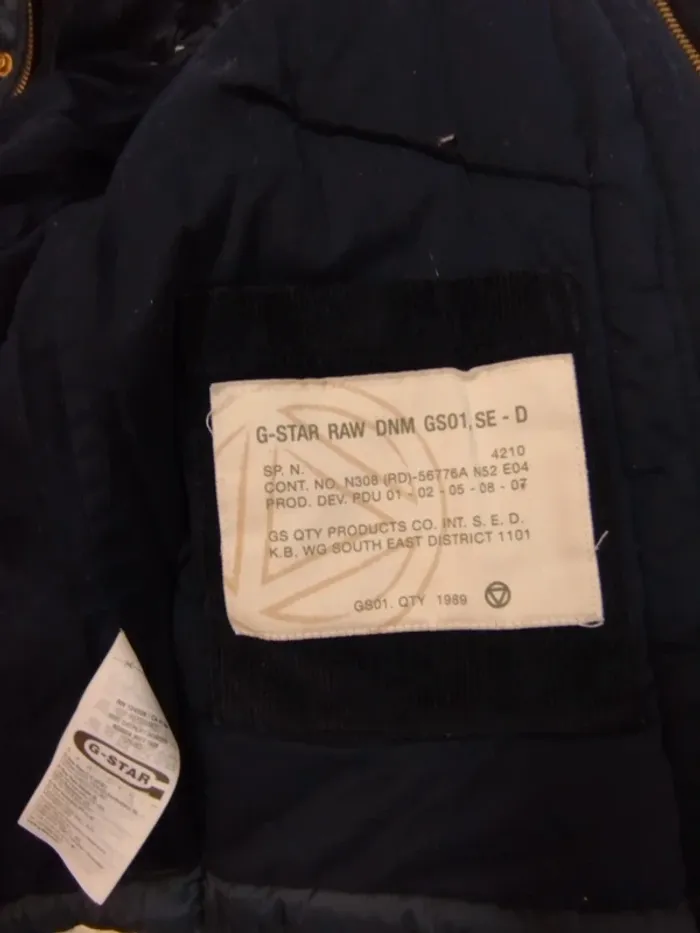 G-STAR RAW DNM GS01, SE - D
SP. N. 4210
CONT. NO. N308 (RD)-56776A N52 E04
PROD. DEV. PDU 01 - 02 - 05 - 08 - 07
GS QTY PRODUCTS CO. INT. S. E. D.
K.B. WG SOUTH EAST DISTRICT 1101
GS01. QTY 1989
G-STAR